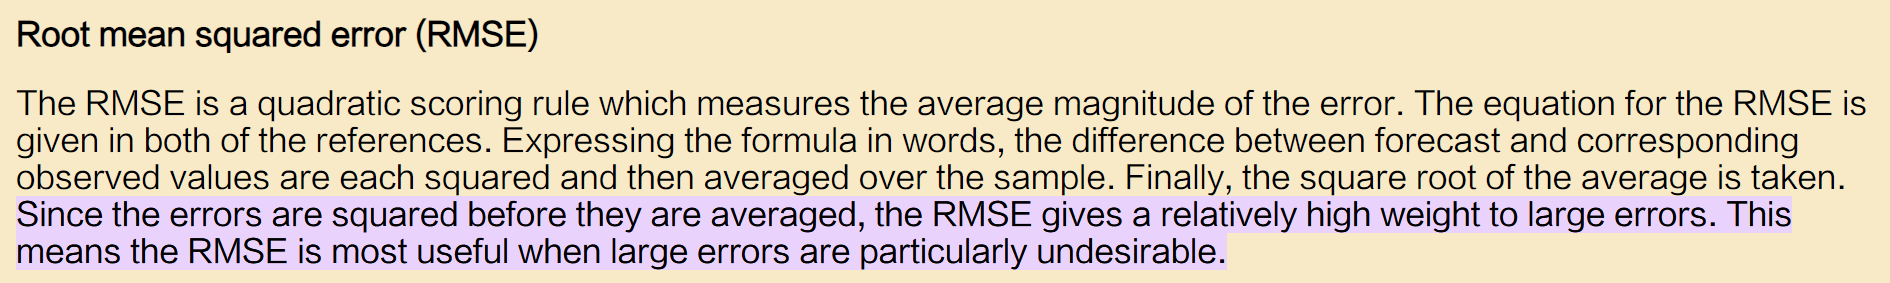 Root mean squared error (RMSE)
The RMSE is a quadratic scoring rule which measures the average magnitude of the error. The equation for the RMSE is
given in both of the references. Expressing the formula in words, the difference between forecast and corresponding
observed values are each squared and then averaged over the sample. Finally, the square root of the average is taken.
Since the errors are squared before they are averaged, the RMSE gives a relatively high weight to large errors. This
means the RMSE is most useful when large errors are particularly undesirable.